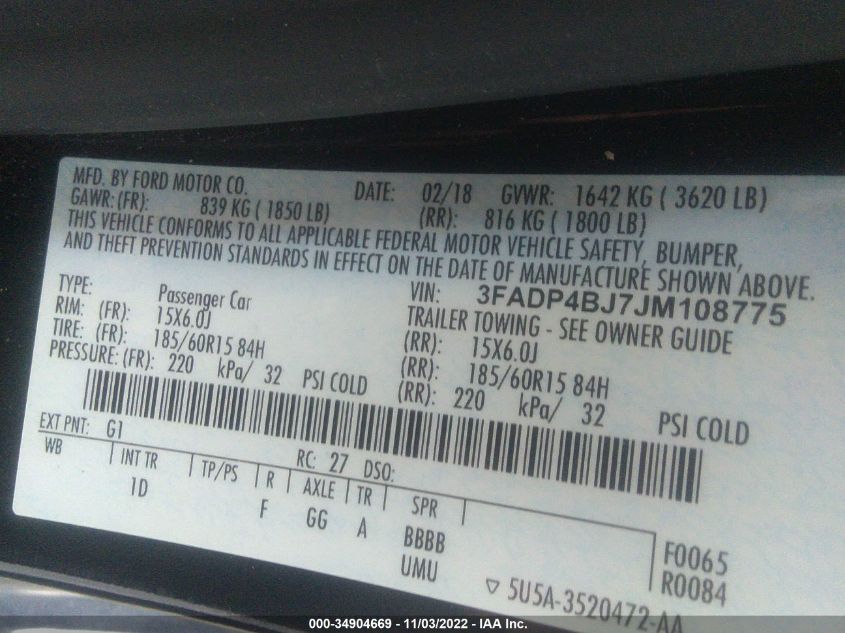 MFD. BY FORD MOTOR CO. DATE: 02/18 GVWR: 1642 KG ( 3620 LB)
GAWR: (FR): 839 KG ( 1850 LB) (RR): 816 KG ( 1800 LB)
THIS VEHICLE CONFORMS TO ALL APPLICABLE FEDERAL MOTOR VEHICLE SAFETY, BUMPER,
AND THEFT PREVENTION STANDARDS IN EFFECT ON THE DATE OF MANUFACTURE SHOWN ABOVE.
TYPE: Passenger Car VIN: 3FADP4BJ7JM108775
TRAILER TOWING - SEE OWNER GUIDE
RIM: (FR): 15X6.0J (RR): 15X6.0J
TIRE: (FR): 185/60R15 84H (RR): 185/60R15 84H
PRESSURE: (FR): 220 kPa/ 32 PSI COLD (RR): 220 kPa/ 32 PSI COLD
EXT PNT: G1 RC: 27 DSO:
WB INT TR TP/PS R AXLE TR SPR
1D F GG A BBBB
UMU
F0065
R0084
▽ 5U5A-3520472-AA
000-34904669 - 11/03/2022 - IAA Inc.